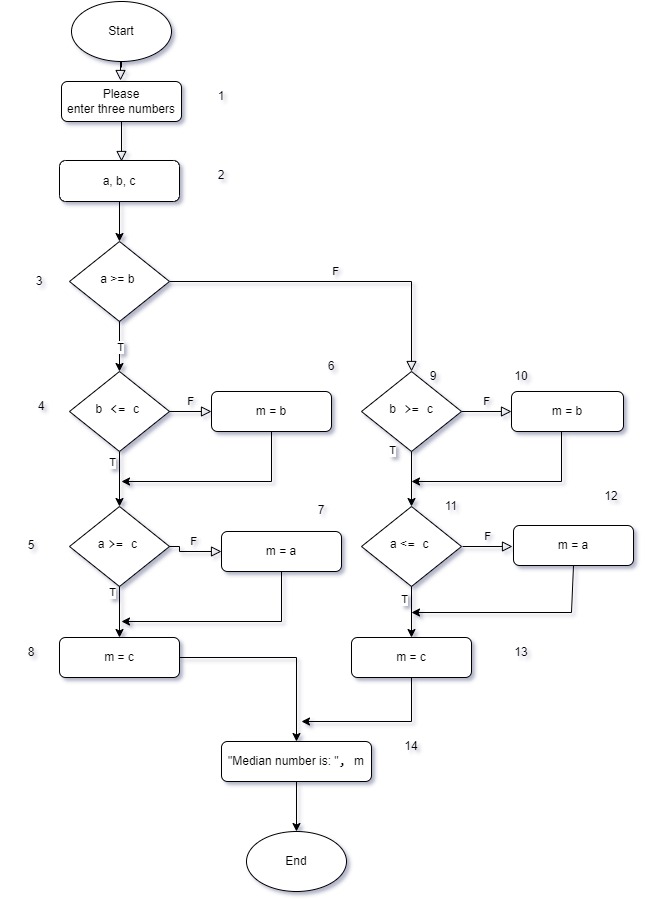 Start
Please
enter three numbers
1
a, b, c
2
3
a >= b
F
T
6
9
10
4
b <= c
F
m = b
b >= c
F
m = b
T
T
7
11
12
5
a >= c
F
m = a
a <= c
F
m = a
T
T
8
m = c
m = c
13
14
"Median number is: ", m
End